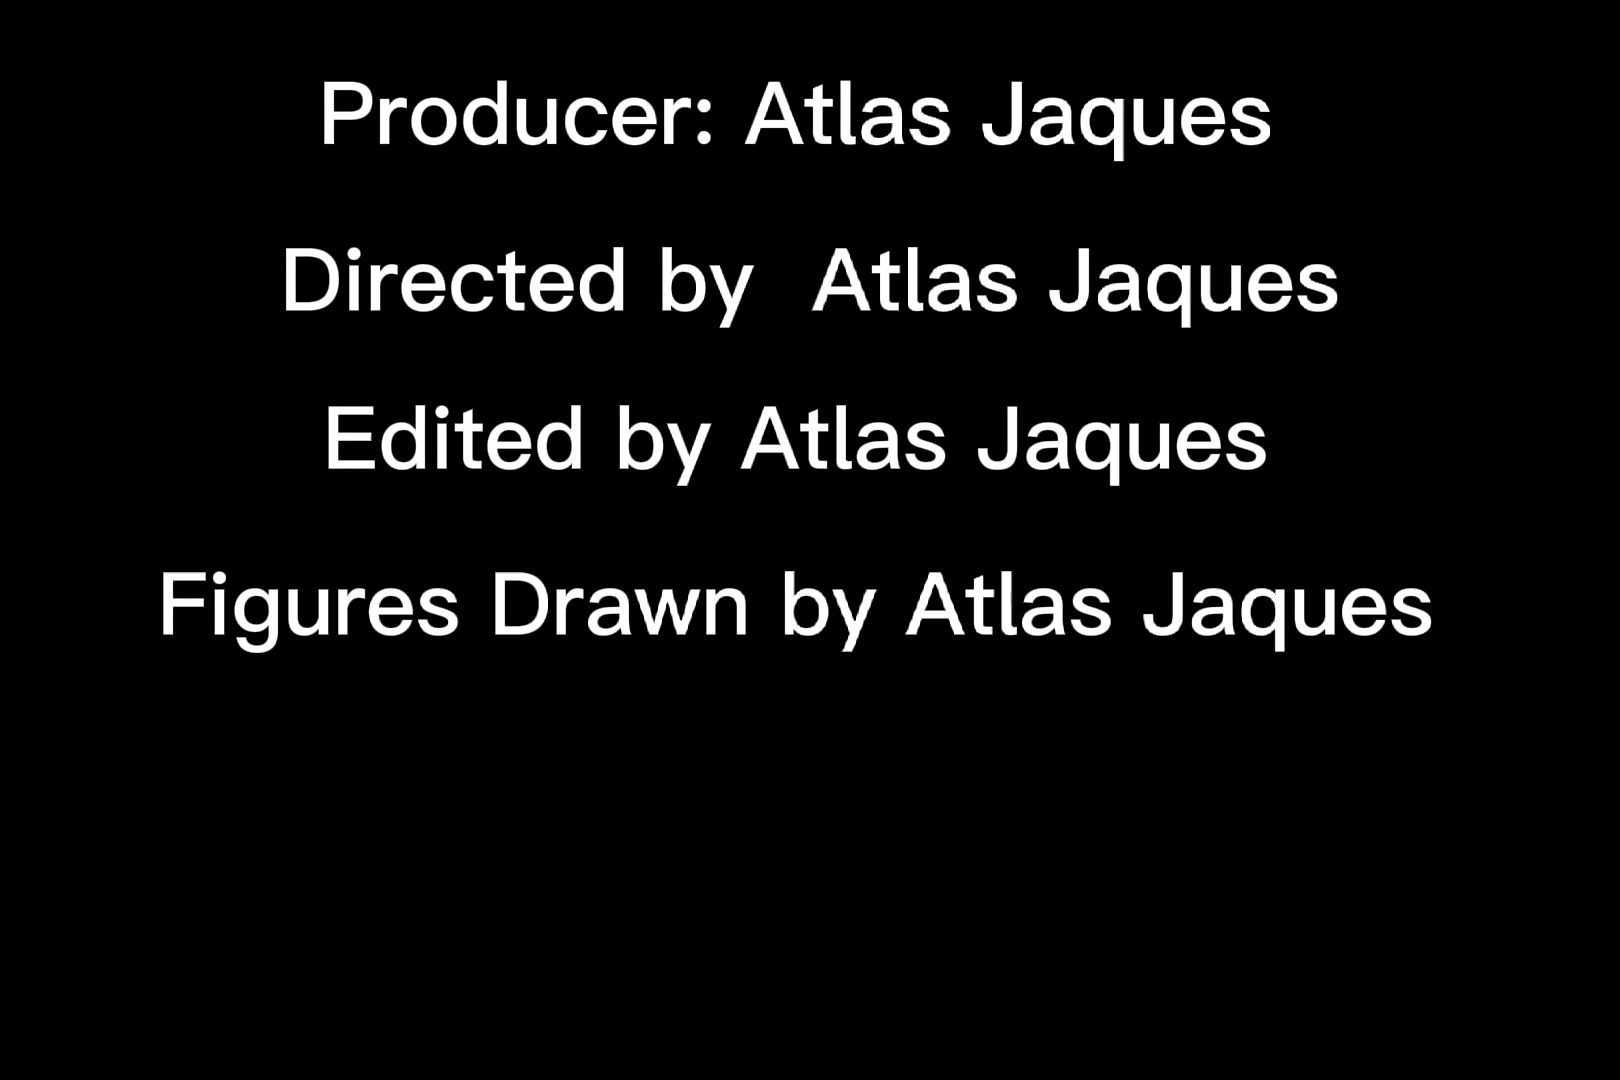 Producer: Atlas Jaques
Directed by  Atlas Jaques
Edited by Atlas Jaques
Figures Drawn by Atlas Jaques